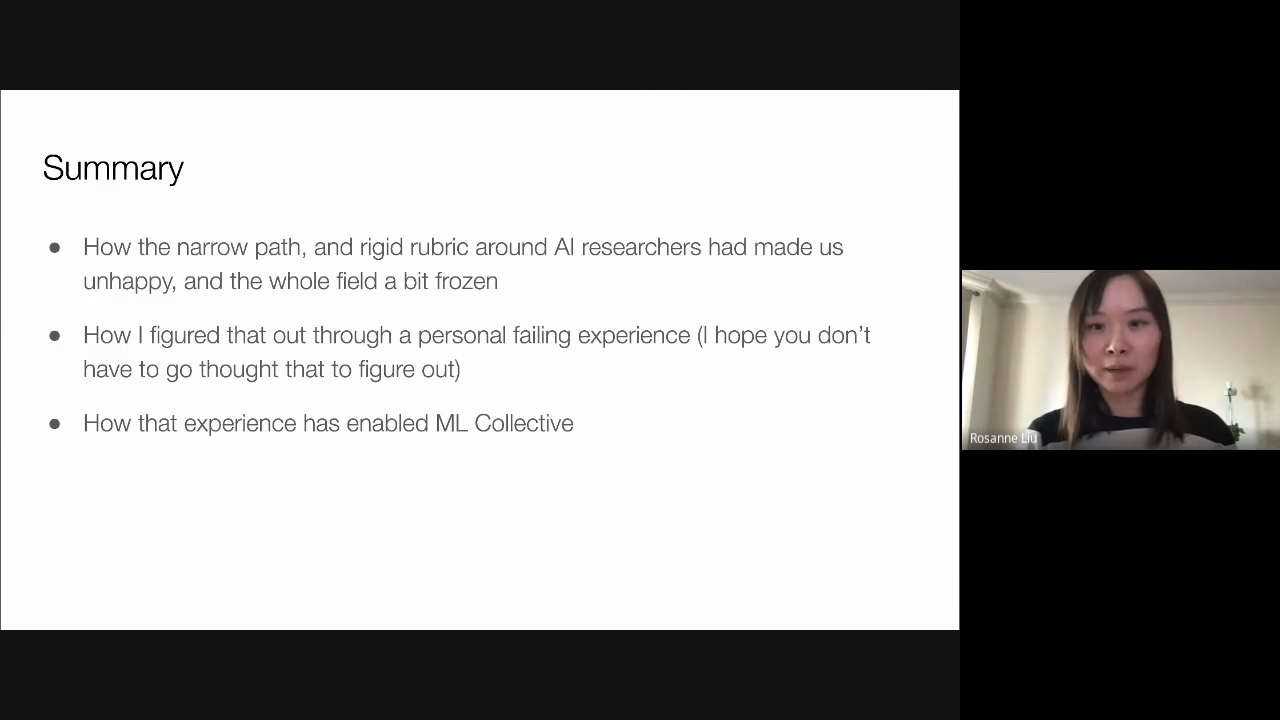 Summary
● How the narrow path, and rigid rubric around AI researchers had made us
unhappy, and the whole field a bit frozen
● How I figured that out through a personal failing experience (I hope you don’t
have to go thought that to figure out)
● How that experience has enabled ML Collective
Rosanne Liu